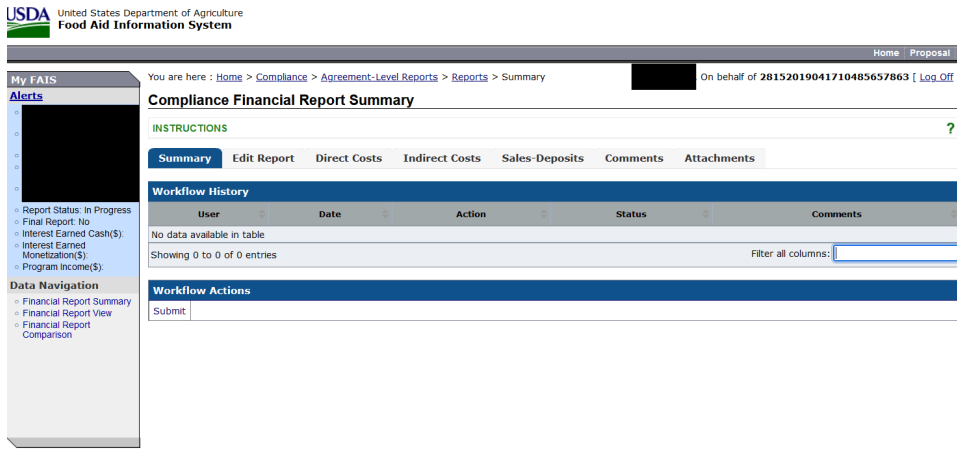 USDA United States Department of Agriculture
Food Aid Information System
Home Proposal
My FAIS
Alerts
Report Status: In Progress
Final Report: No
Interest Earned Cash($):
Interest Earned
Monetization($):
Program Income($):
Data Navigation
Financial Report Summary
Financial Report View
Financial Report
Comparison
You are here : Home > Compliance > Agreement-Level Reports > Reports > Summary
On behalf of 28152019041710485657863 [ Log Off
Compliance Financial Report Summary
INSTRUCTIONS ?
Summary Edit Report Direct Costs Indirect Costs Sales-Deposits Comments Attachments
Workflow History
User Date Action Status Comments
No data available in table
Showing 0 to 0 of 0 entries Filter all columns:
Workflow Actions
Submit